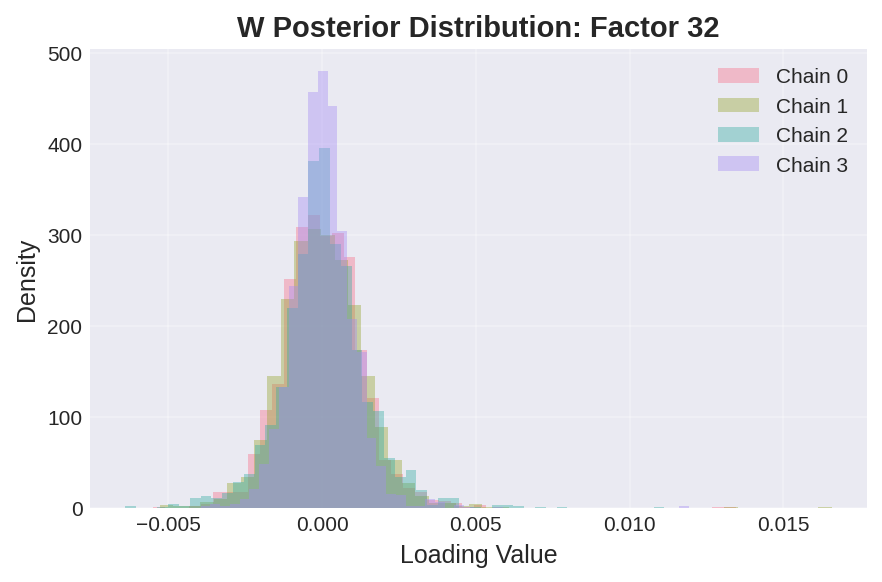 W Posterior Distribution: Factor 32
500
400
300
200
100
0
Density
Chain 0
Chain 1
Chain 2
Chain 3
−0.005
0.000
0.005
0.010
0.015
Loading Value